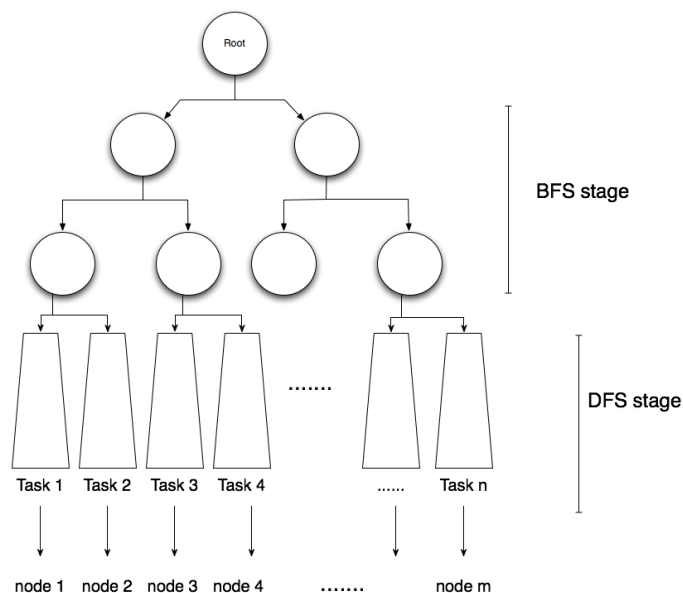 Root
BFS stage
.......
DFS stage
Task 1 Task 2 Task 3 Task 4 ...... Task n
node 1 node 2 node 3 node 4 ....... node m